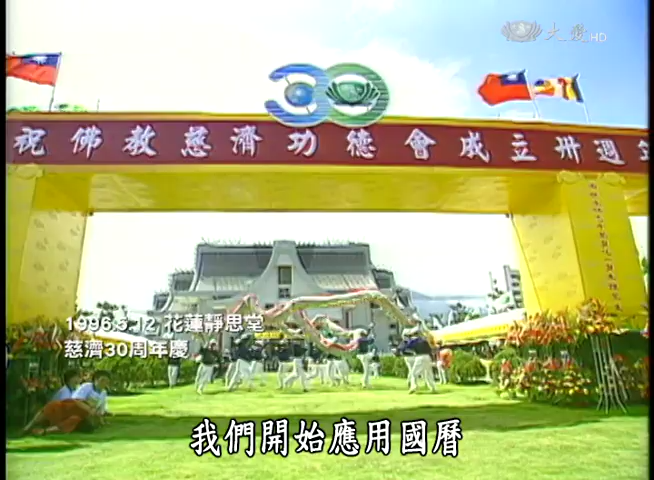 大愛HD
30
祝佛教慈濟功德會成立卅週年
1996.5.12 花蓮靜思堂
慈濟30周年慶
我們開始應用國曆